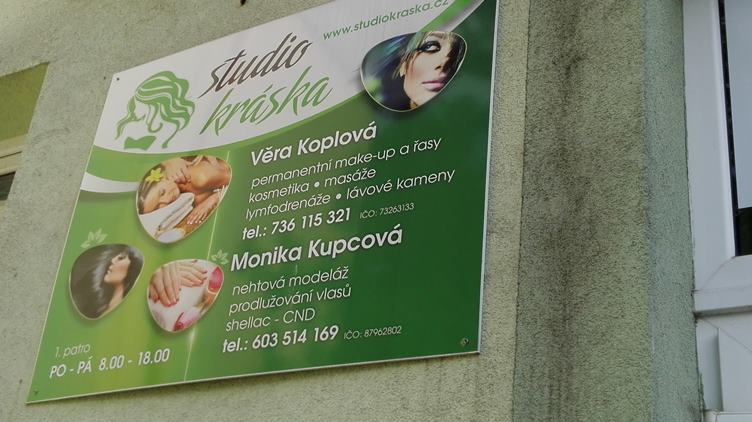 studio
kráska
www.studiokraska.cz
Věra Koplová
permanentní make-up a řasy
kosmetika • masáže
lymfodrenáže • lávové kameny
tel.: 736 115 321 IČO: 73263133
Monika Kupcová
nehtová modeláž
prodlužování vlasů
shellac - CND
tel.: 603 514 169 IČO: 87962802
1. patro
PO - PÁ 8.00 - 18.00